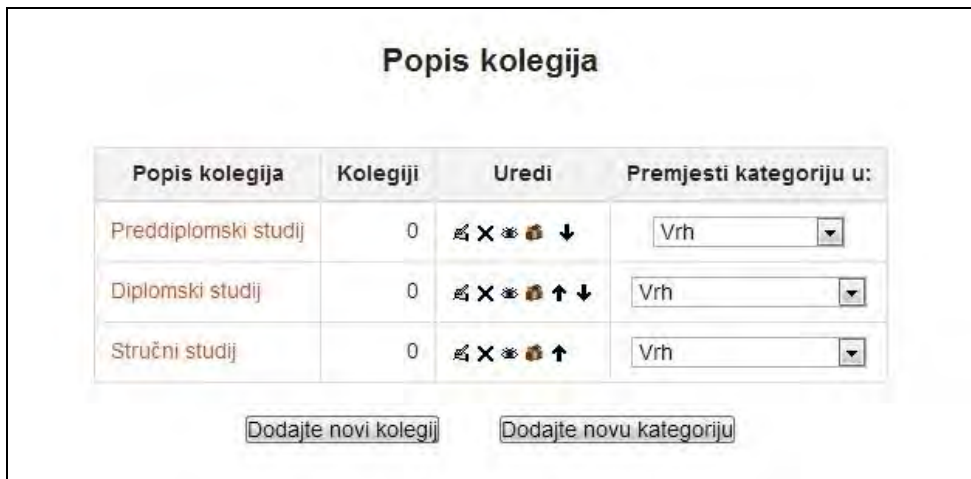 Popis kolegija
Popis kolegija Kolegiji Uredi Premjesti kategoriju u:
Preddiplomski studij 0 Vrh
Diplomski studij 0 Vrh
Stručni studij 0 Vrh
Dodajte novi kolegij Dodajte novu kategoriju